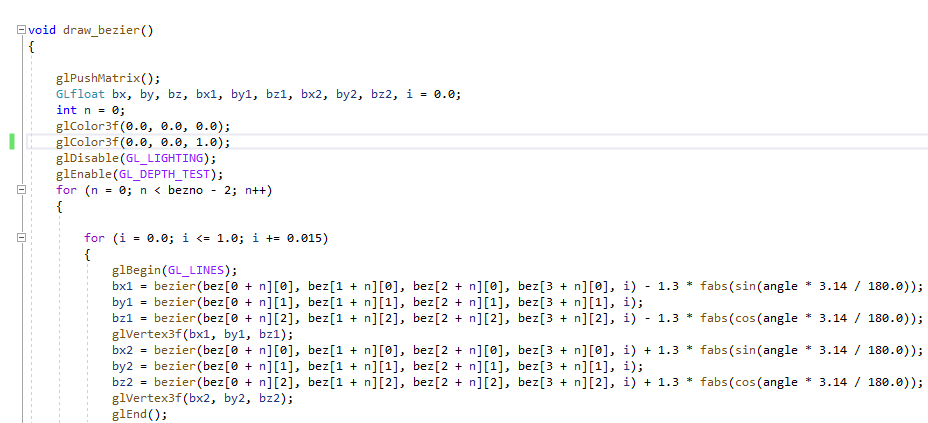 void draw_bezier()
{
glPushMatrix();
GLfloat bx, by, bz, bx1, by1, bz1, bx2, by2, bz2, i = 0.0;
int n = 0;
glColor3f(0.0, 0.0, 0.0);
glColor3f(0.0, 0.0, 1.0);
glDisable(GL_LIGHTING);
glEnable(GL_DEPTH_TEST);
for (n = 0; n < bezno - 2; n++)
{
for (i = 0.0; i <= 1.0; i += 0.015)
{
glBegin(GL_LINES);
bx1 = bezier(bez[0 + n][0], bez[1 + n][0], bez[2 + n][0], bez[3 + n][0], i) - 1.3 * fabs(sin(angle * 3.14 / 180.0));
by1 = bezier(bez[0 + n][1], bez[1 + n][1], bez[2 + n][1], bez[3 + n][1], i);
bz1 = bezier(bez[0 + n][2], bez[1 + n][2], bez[2 + n][2], bez[3 + n][2], i) - 1.3 * fabs(cos(angle * 3.14 / 180.0));
glVertex3f(bx1, by1, bz1);
bx2 = bezier(bez[0 + n][0], bez[1 + n][0], bez[2 + n][0], bez[3 + n][0], i) + 1.3 * fabs(sin(angle * 3.14 / 180.0));
by2 = bezier(bez[0 + n][1], bez[1 + n][1], bez[2 + n][1], bez[3 + n][1], i);
bz2 = bezier(bez[0 + n][2], bez[1 + n][2], bez[2 + n][2], bez[3 + n][2], i) + 1.3 * fabs(cos(angle * 3.14 / 180.0));
glVertex3f(bx2, by2, bz2);
glEnd();